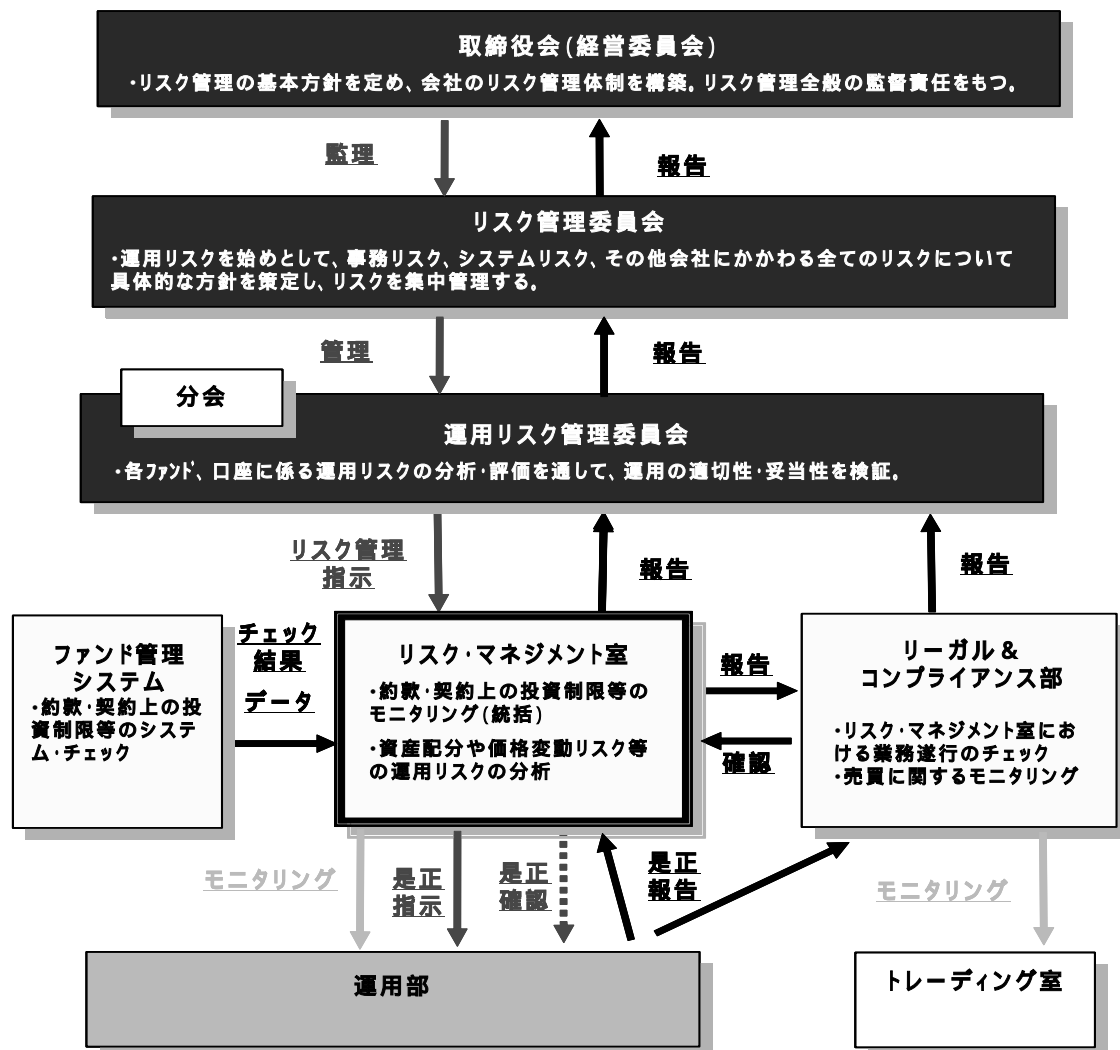 取締役会(経営委員会)
・リスク管理の基本方針を定め、会社のリスク管理体制を構築。リスク管理全般の監督責任をもつ。
監理
報告
リスク管理委員会
・運用リスクを始めとして、事務リスク、システムリスク、その他会社にかかわる全てのリスクについて
具体的な方針を策定し、リスクを集中管理する。
管理
報告
分会
運用リスク管理委員会
・各ファンド、口座に係る運用リスクの分析・評価を通して、運用の適切性・妥当性を検証。
リスク管理
指示
報告
報告
ファンド管理
システム
・約款・契約上の投
資制限等のシステ
ム・チェック
チェック
結果
データ
リスク・マネジメント室
・約款・契約上の投資制限等の
モニタリング(統括)
・資産配分や価格変動リスク等
の運用リスクの分析
報告
確認
リーガル&
コンプライアンス部
・リスク・マネジメント室にお
ける業務遂行のチェック
・売買に関するモニタリング
モニタリング
是正
指示
是正
確認
是正
報告
モニタリング
運用部
トレーディング室